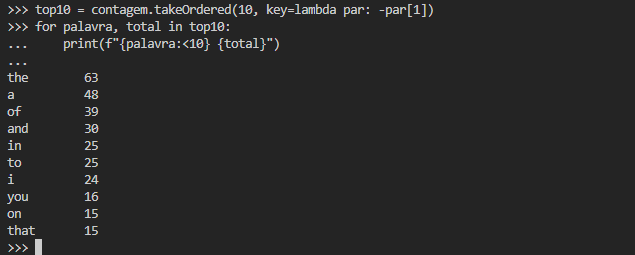 >>> top10 = contagem.takeOrdered(10, key=lambda par: -par[1])
>>> for palavra, total in top10:
...     print(f"{palavra:<10} {total}")
...
the        63
a          48
of         39
and        30
in         25
to         25
i          24
you        16
on         15
that       15
>>>